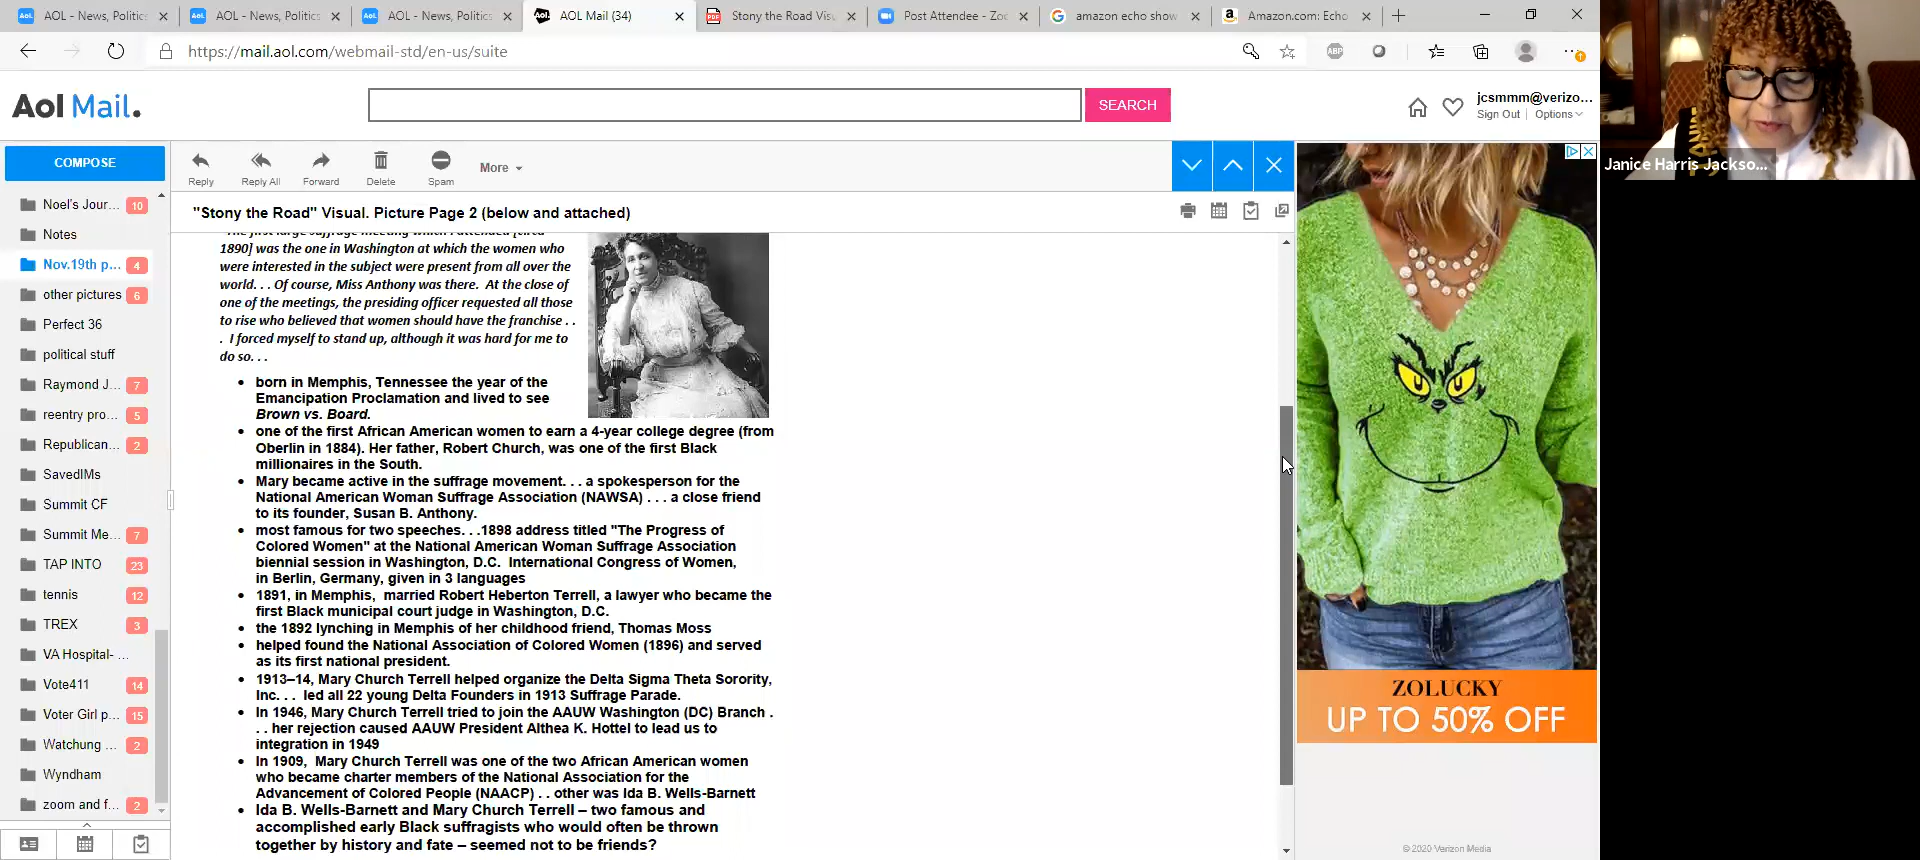 AOL - News, Politics
AOL - News, Politics
AOL - News, Politics
AOL Mail (34)
Stony the Road Visu
Post Attendee - Zoo
amazon echo show
Amazon.com: Echo
https://mail.aol.com/webmail-std/en-us/suite
ABP
Aol Mail.
SEARCH
jcsmmm@verizo...
Sign Out | Options
COMPOSE
Reply
Reply All
Forward
Delete
Spam
More
Noel's Jour... 10
Notes
Nov.19th p... 4
other pictures 6
Perfect 36
political stuff
Raymond J... 7
reentry pro... 5
Republican... 2
SavedIMs
Summit CF
Summit Me... 7
TAP INTO 23
tennis 12
TREX 3
VA Hospital- ...
Vote411 14
Voter Girl p... 15
Watchung ... 2
Wyndham
zoom and f... 2
"Stony the Road" Visual. Picture Page 2 (below and attached)
The first large suffrage meeting which I attended [circa
1890] was the one in Washington at which the women who
were interested in the subject were present from all over the
world. . . Of course, Miss Anthony was there. At the close of
one of the meetings, the presiding officer requested all those
to rise who believed that women should have the franchise . .
. I forced myself to stand up, although it was hard for me to
do so. . .
• born in Memphis, Tennessee the year of the
Emancipation Proclamation and lived to see
Brown vs. Board.
• one of the first African American women to earn a 4-year college degree (from
Oberlin in 1884). Her father, Robert Church, was one of the first Black
millionaires in the South.
• Mary became active in the suffrage movement. . . a spokesperson for the
National American Woman Suffrage Association (NAWSA) . . . a close friend
to its founder, Susan B. Anthony.
• most famous for two speeches. . .1898 address titled "The Progress of
Colored Women" at the National American Woman Suffrage Association
biennial session in Washington, D.C. International Congress of Women,
in Berlin, Germany, given in 3 languages
• 1891, in Memphis, married Robert Heberton Terrell, a lawyer who became the
first Black municipal court judge in Washington, D.C.
• the 1892 lynching in Memphis of her childhood friend, Thomas Moss
• helped found the National Association of Colored Women (1896) and served
as its first national president.
• 1913–14, Mary Church Terrell helped organize the Delta Sigma Theta Sorority,
Inc. . . led all 22 young Delta Founders in 1913 Suffrage Parade.
• In 1946, Mary Church Terrell tried to join the AAUW Washington (DC) Branch .
. . her rejection caused AAUW President Althea K. Hottel to lead us to
integration in 1949
• In 1909, Mary Church Terrell was one of the two African American women
who became charter members of the National Association for the
Advancement of Colored People (NAACP) . . other was Ida B. Wells-Barnett
• Ida B. Wells-Barnett and Mary Church Terrell – two famous and
accomplished early Black suffragists who would often be thrown
together by history and fate – seemed not to be friends?
ZOLUCKY
UP TO 50% OFF
© 2020 Verizon Media
Janice Harris Jackso...